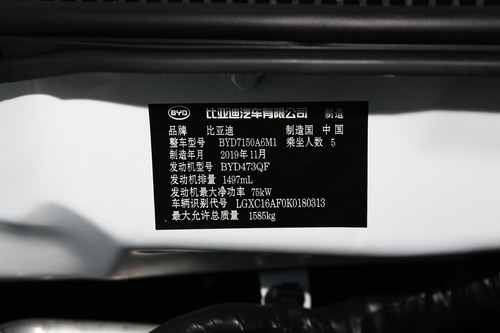 BYD 比亚迪汽车有限公司 制造
品牌 比亚迪 制造国 中国
整车型号 BYD7150A6M1 乘坐人数 5
制造年月 2019年11月
发动机型号 BYD473QF
发动机排量 1497mL
发动机最大净功率 75kW
车辆识别代号 LGXC16AF0K0180313
最大允许总质量 1585kg